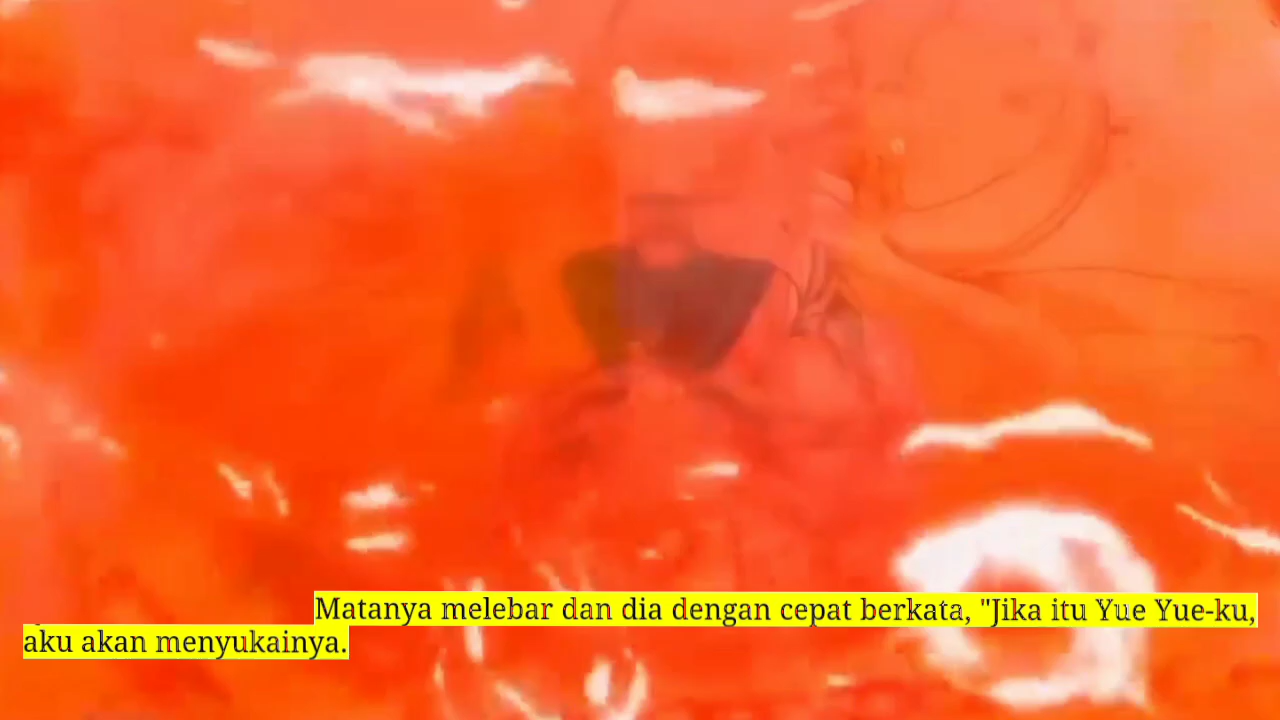 Matanya melebar dan dia dengan cepat berkata, "Jika itu Yue Yue-ku,
aku akan menyukainya.